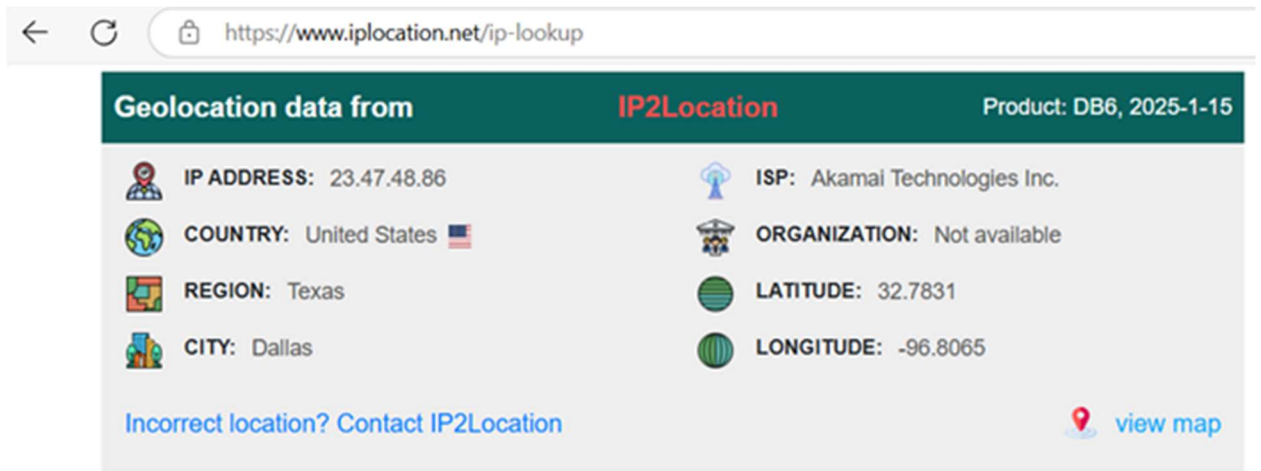 https://www.iplocation.net/ip-lookup
Geolocation data from IP2Location Product: DB6, 2025-1-15
IP ADDRESS: 23.47.48.86 ISP: Akamai Technologies Inc.
COUNTRY: United States ORGANIZATION: Not available
REGION: Texas LATITUDE: 32.7831
CITY: Dallas LONGITUDE: -96.8065
Incorrect location? Contact IP2Location view map